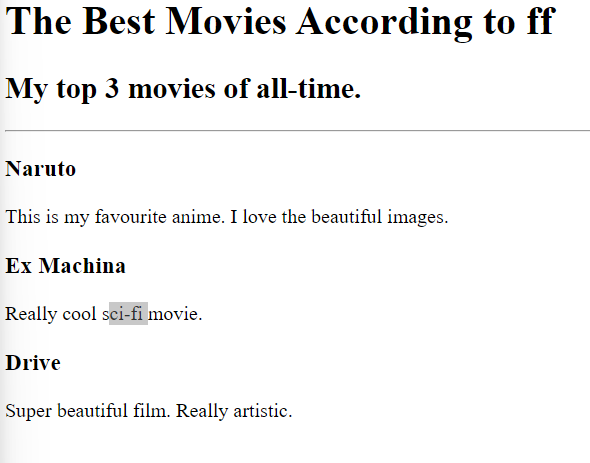 The Best Movies According to ff
My top 3 movies of all-time.
Naruto
This is my favourite anime. I love the beautiful images.
Ex Machina
Really cool sci-fi movie.
Drive
Super beautiful film. Really artistic.